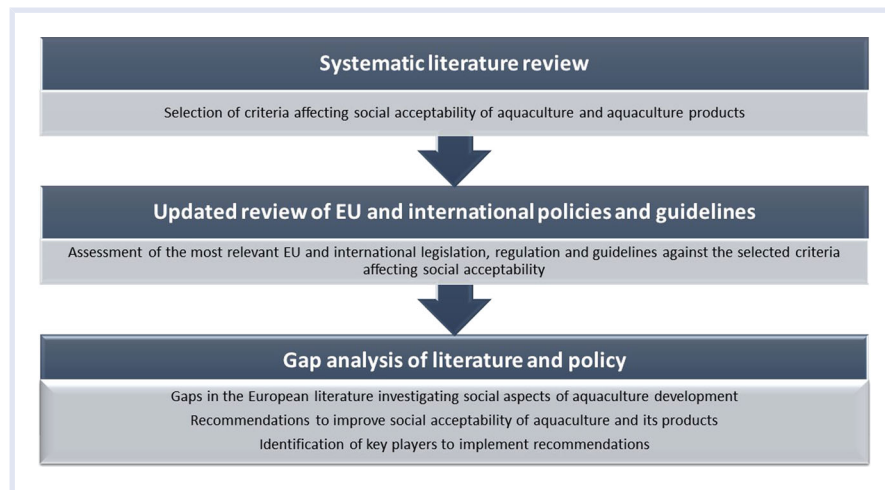 Systematic literature review
Selection of criteria affecting social acceptability of aquaculture and aquaculture products
Updated review of EU and international policies and guidelines
Assessment of the most relevant EU and international legislation, regulation and guidelines against the selected criteria
affecting social acceptability
Gap analysis of literature and policy
Gaps in the European literature investigating social aspects of aquaculture development
Recommendations to improve social acceptability of aquaculture and its products
Identification of key players to implement recommendations